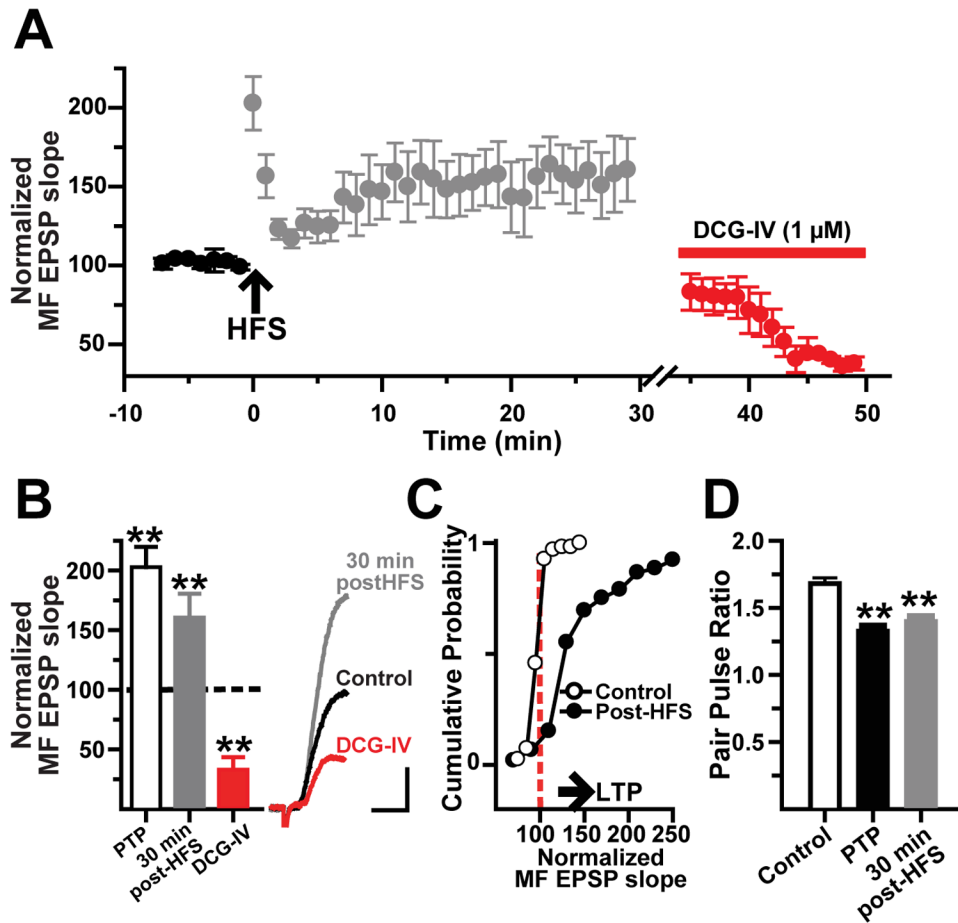 A
Normalized
MF EPSP slope
200
150
100
50
HFS
DCG-IV (1 µM)
-10
0
10
20
30
40
50
Time (min)
B
Normalized
MF EPSP slope
200
150
100
50
**
**
**
PTP
30 min
post-HFS
DCG-IV
30 min
postHFS
Control
DCG-IV
C
Cumulative Probability
1
0
Control
Post-HFS
LTP
100
150
200
250
Normalized
MF EPSP slope
D
Pair Pulse Ratio
2.0
1.5
1.0
0.5
**
**
Control
PTP
30 min
post-HFS